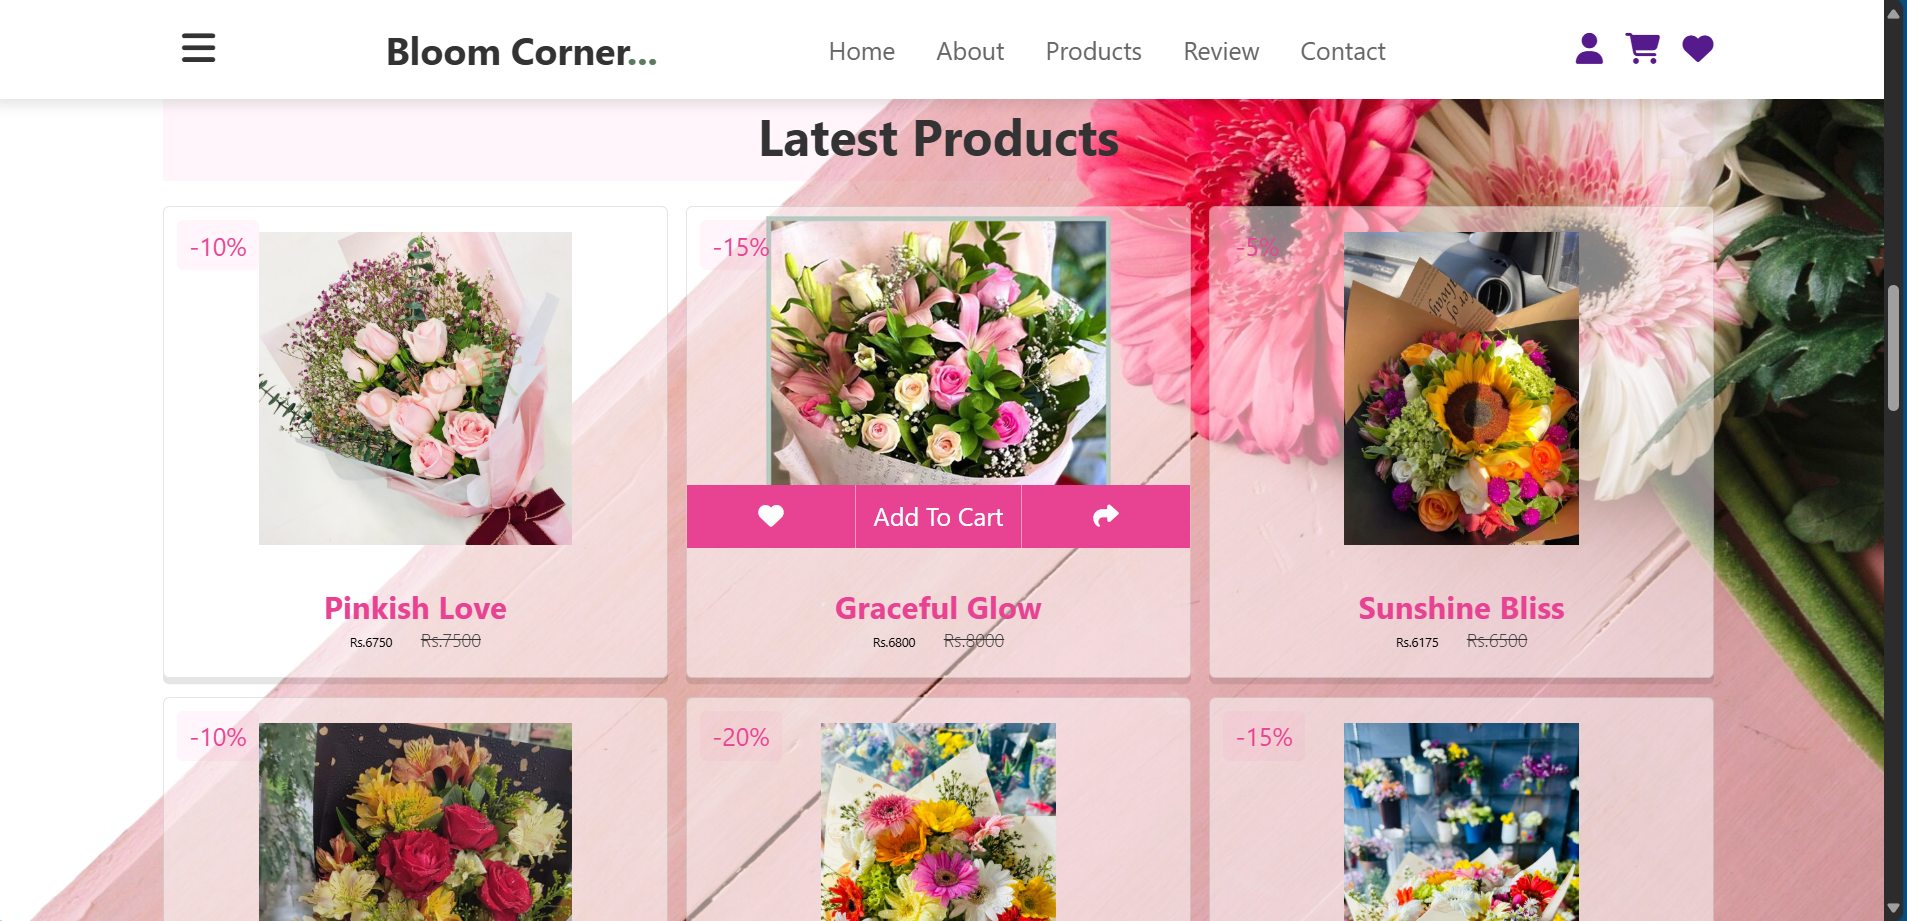 Bloom Corner...
Home About Products Review Contact
Latest Products
-10%
-15%
-5%
Add To Cart
Pinkish Love
Rs.6750 Rs.7500
Graceful Glow
Rs.6800 Rs.8000
Sunshine Bliss
Rs.6175 Rs.6500
-10%
-20%
-15%